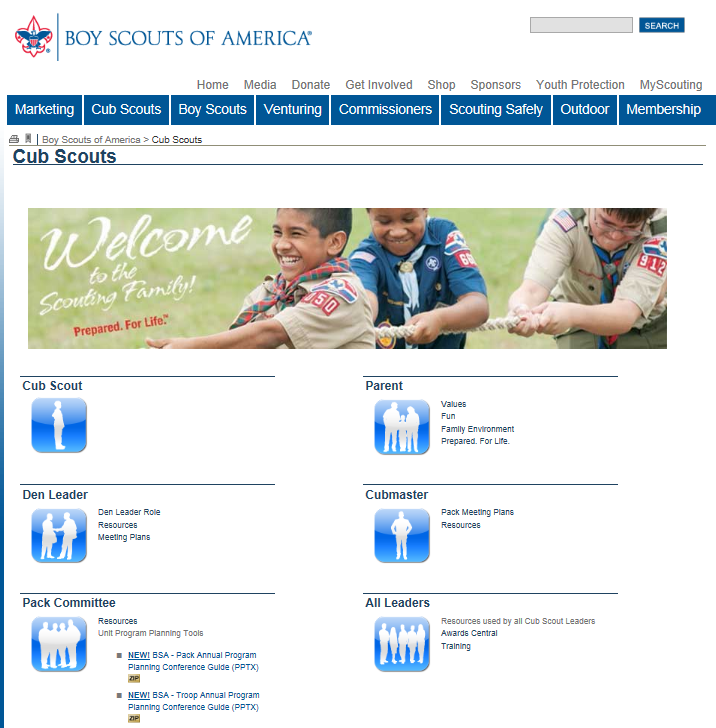 BOY SCOUTS OF AMERICA®
SEARCH
Home Media Donate Get Involved Shop Sponsors Youth Protection MyScouting
Marketing Cub Scouts Boy Scouts Venturing Commissioners Scouting Safely Outdoor Membership
Boy Scouts of America > Cub Scouts
Cub Scouts
Welcome
to the
Scouting Family!
Prepared. For Life.™
750
66
912
Cub Scout
Parent
Values
Fun
Family Environment
Prepared. For Life.
Den Leader
Den Leader Role
Resources
Meeting Plans
Cubmaster
Pack Meeting Plans
Resources
Pack Committee
Resources
Unit Program Planning Tools
NEW! BSA - Pack Annual Program
Planning Conference Guide (PPTX)
ZIP
NEW! BSA - Troop Annual Program
Planning Conference Guide (PPTX)
ZIP
All Leaders
Resources used by all Cub Scout Leaders
Awards Central
Training